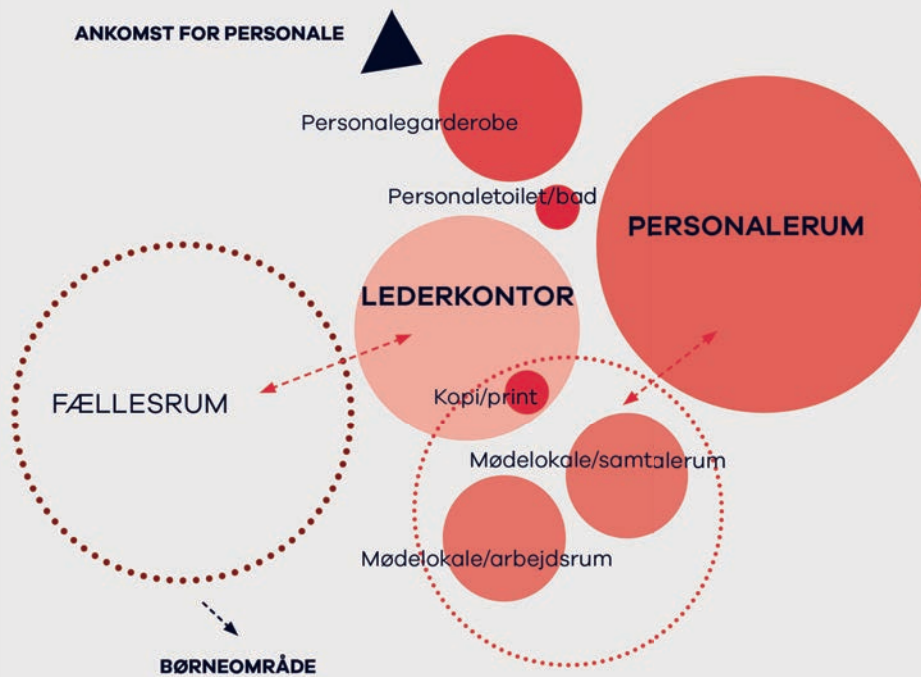 ANKOMST FOR PERSONALE
Personalegarderobe
Personaletoilet/bad
PERSONALERUM
LEDERKONTOR
FÆLLESRUM
Kopi/print
Mødelokale/samtalerum
Mødelokale/arbejdsrum
BØRNEOMRÅDE